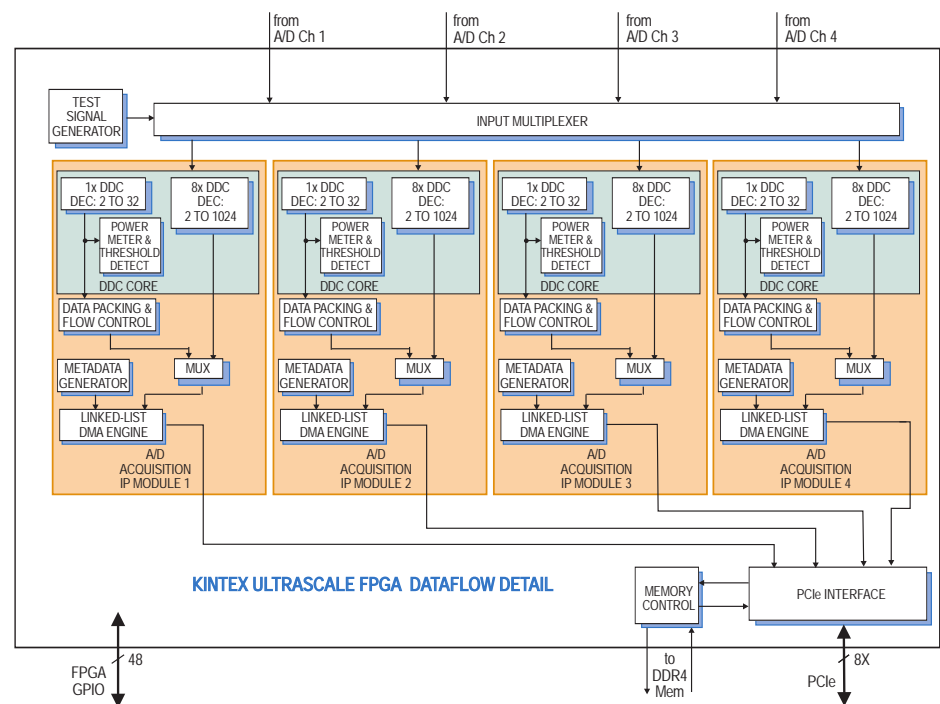 from
A/D Ch 1
from
A/D Ch 2
from
A/D Ch 3
from
A/D Ch 4
TEST
SIGNAL
GENERATOR
INPUT MULTIPLEXER
1x DDC
DEC: 2 TO 32
8x DDC
DEC:
2 TO 1024
POWER
METER &
THRESHOLD
DETECT
DDC CORE
DATA PACKING &
FLOW CONTROL
METADATA
GENERATOR
MUX
LINKED-LIST
DMA ENGINE
A/D
ACQUISITION
IP MODULE 1
1x DDC
DEC: 2 TO 32
8x DDC
DEC:
2 TO 1024
POWER
METER &
THRESHOLD
DETECT
DDC CORE
DATA PACKING &
FLOW CONTROL
METADATA
GENERATOR
MUX
LINKED-LIST
DMA ENGINE
A/D
ACQUISITION
IP MODULE 2
1x DDC
DEC: 2 TO 32
8x DDC
DEC:
2 TO 1024
POWER
METER &
THRESHOLD
DETECT
DDC CORE
DATA PACKING &
FLOW CONTROL
METADATA
GENERATOR
MUX
LINKED-LIST
DMA ENGINE
A/D
ACQUISITION
IP MODULE 3
1x DDC
DEC: 2 TO 32
8x DDC
DEC:
2 TO 1024
POWER
METER &
THRESHOLD
DETECT
DDC CORE
DATA PACKING &
FLOW CONTROL
METADATA
GENERATOR
MUX
LINKED-LIST
DMA ENGINE
A/D
ACQUISITION
IP MODULE 4
KINTEX ULTRASCALE FPGA DATAFLOW DETAIL
MEMORY
CONTROL
PCIe INTERFACE
48
FPGA
GPIO
to
DDR4
Mem
8X
PCIe